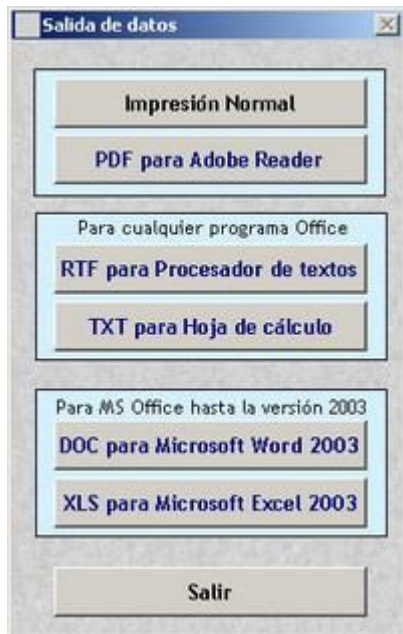 Salida de datos
Impresión Normal
PDF para Adobe Reader
Para cualquier programa Office
RTF para Procesador de textos
TXT para Hoja de cálculo
Para MS Office hasta la versión 2003
DOC para Microsoft Word 2003
XLS para Microsoft Excel 2003
Salir